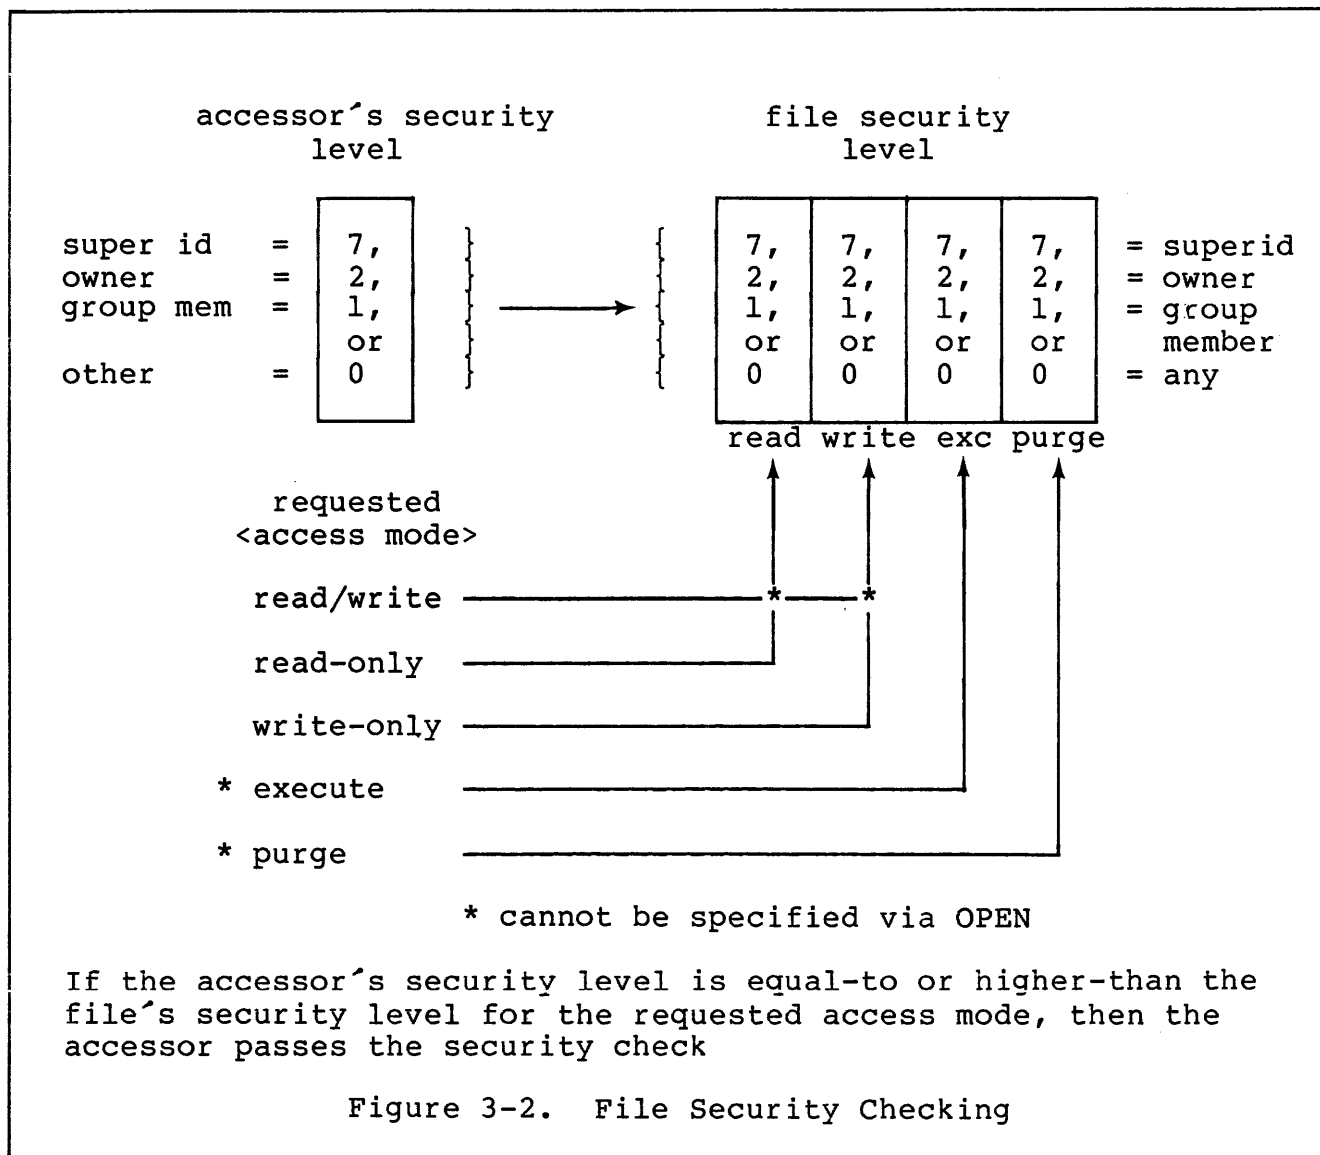 accessor´s security file security
level level
super id = 7, 7, 7, 7, 7, = superid
owner = 2, 2, 2, 2, 2, = owner
group mem = 1, 1, 1, 1, 1, = group
or or or or or member
other = 0 0 0 0 0 = any
read write exc purge
requested
<access mode>
read/write * *
read-only
write-only
* execute
* purge
* cannot be specified via OPEN
If the accessor´s security level is equal-to or higher-than the
file´s security level for the requested access mode, then the
accessor passes the security check
Figure 3-2. File Security Checking